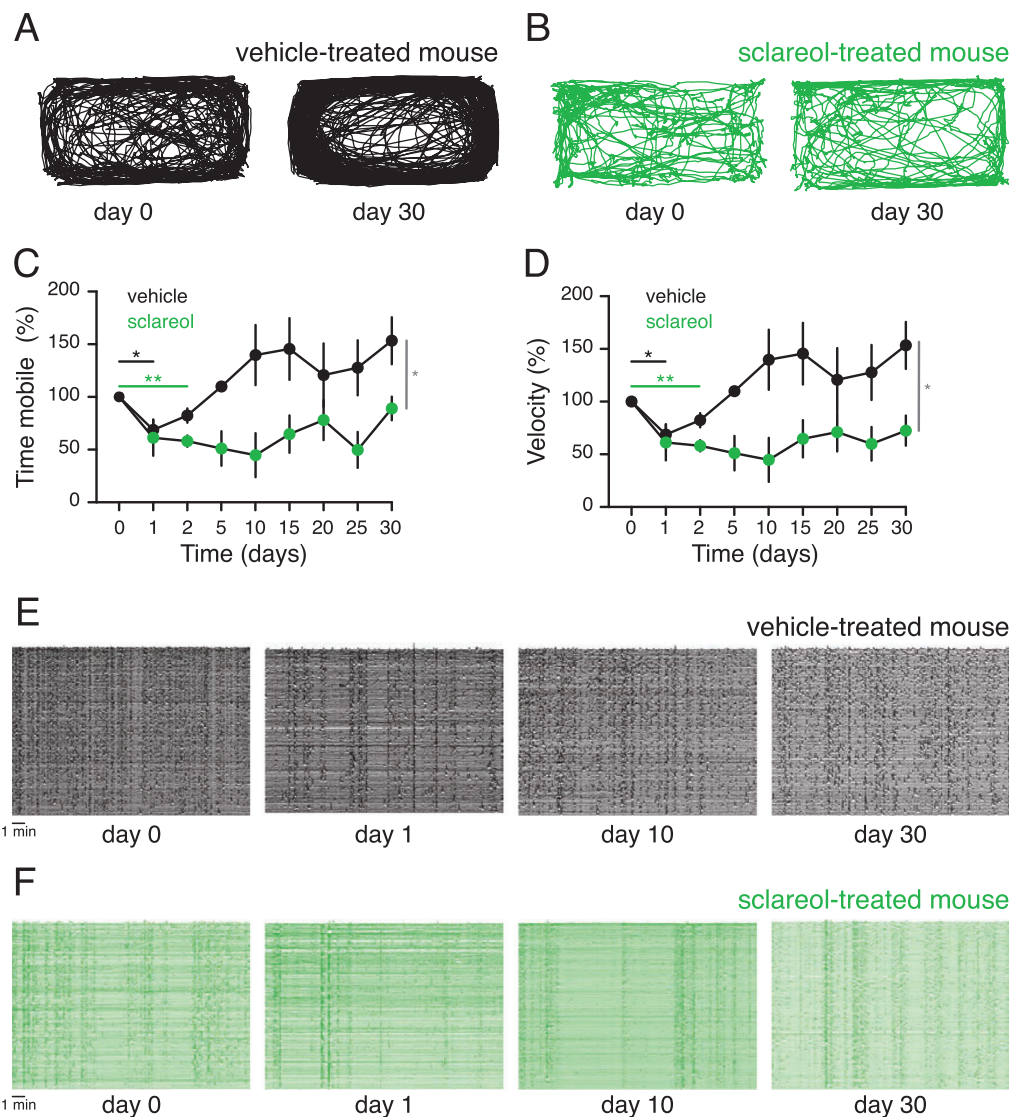 A
vehicle-treated mouse
day 0
day 30
B
sclareol-treated mouse
day 0
day 30
C
Time mobile (%)
200
150
100
50
0
vehicle
sclareol
*
**
*
0 1 2 5 10 15 20 25 30
Time (days)
D
Velocity (%)
200
150
100
50
0
vehicle
sclareol
*
**
*
0 1 2 5 10 15 20 25 30
Time (days)
E
vehicle-treated mouse
1 min
day 0
day 1
day 10
day 30
F
sclareol-treated mouse
1 min
day 0
day 1
day 10
day 30